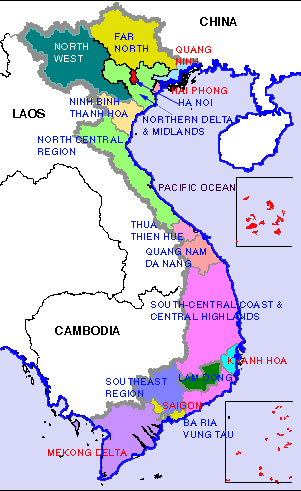 CHINA
FAR
NORTH
NORTH
WEST
QUANG
NINH
HAI PHONG
HA NOI
NINH BINH
THANH HOA
LAOS
NORTHERN DELTA
& MIDLANDS
NORTH CENTRAL
REGION
PACIFIC OCEAN
THUA
THIEN HUE
QUANG NAM
DA NANG
SOUTH-CENTRAL COAST &
CENTRAL HIGHLANDS
CAMBODIA
KHANH HOA
LAM DONG
SOUTHEAST
REGION
SAIGON
BA RIA
VUNG TAU
MEKONG DELTA